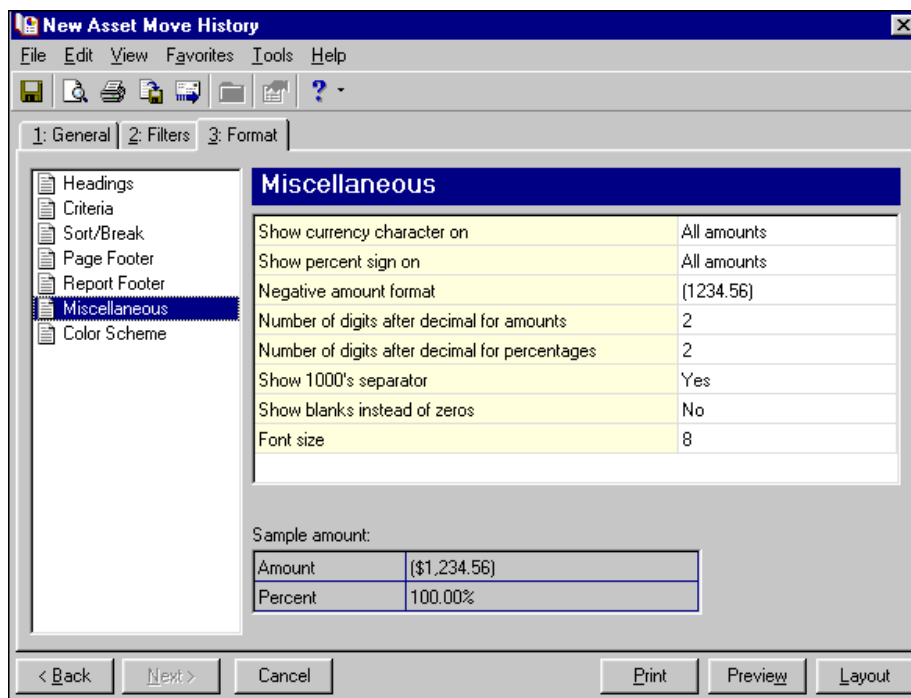 New Asset Move History
File Edit View Favorites Tools Help
1: General 2: Filters 3: Format
Headings
Criteria
Sort/Break
Page Footer
Report Footer
Miscellaneous
Color Scheme
Miscellaneous
Show currency character on All amounts
Show percent sign on All amounts
Negative amount format (1234.56)
Number of digits after decimal for amounts 2
Number of digits after decimal for percentages 2
Show 1000's separator Yes
Show blanks instead of zeros No
Font size 8
Sample amount:
Amount ($1,234.56)
Percent 100.00%
< Back Next > Cancel Print Preview Layout